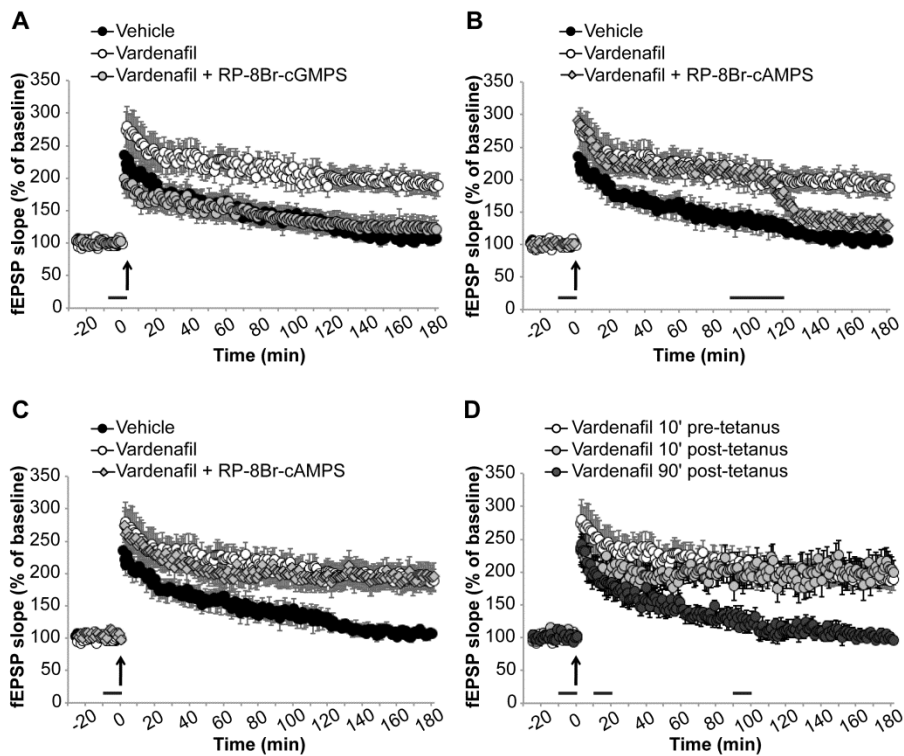 A
Vehicle
Vardenafil
Vardenafil + RP-8Br-cGMPS
fEPSP slope (% of baseline)
350
300
250
200
150
100
50
0
-20 0 20 40 60 80 100 120 140 160 180
Time (min)
B
Vehicle
Vardenafil
Vardenafil + RP-8Br-cAMPS
fEPSP slope (% of baseline)
350
300
250
200
150
100
50
0
-20 0 20 40 60 80 100 120 140 160 180
Time (min)
C
Vehicle
Vardenafil
Vardenafil + RP-8Br-cAMPS
fEPSP slope (% of baseline)
350
300
250
200
150
100
50
0
-20 0 20 40 60 80 100 120 140 160 180
Time (min)
D
Vardenafil 10' pre-tetanus
Vardenafil 10' post-tetanus
Vardenafil 90' post-tetanus
fEPSP slope (% of baseline)
350
300
250
200
150
100
50
0
-20 0 20 40 60 80 100 120 140 160 180
Time (min)